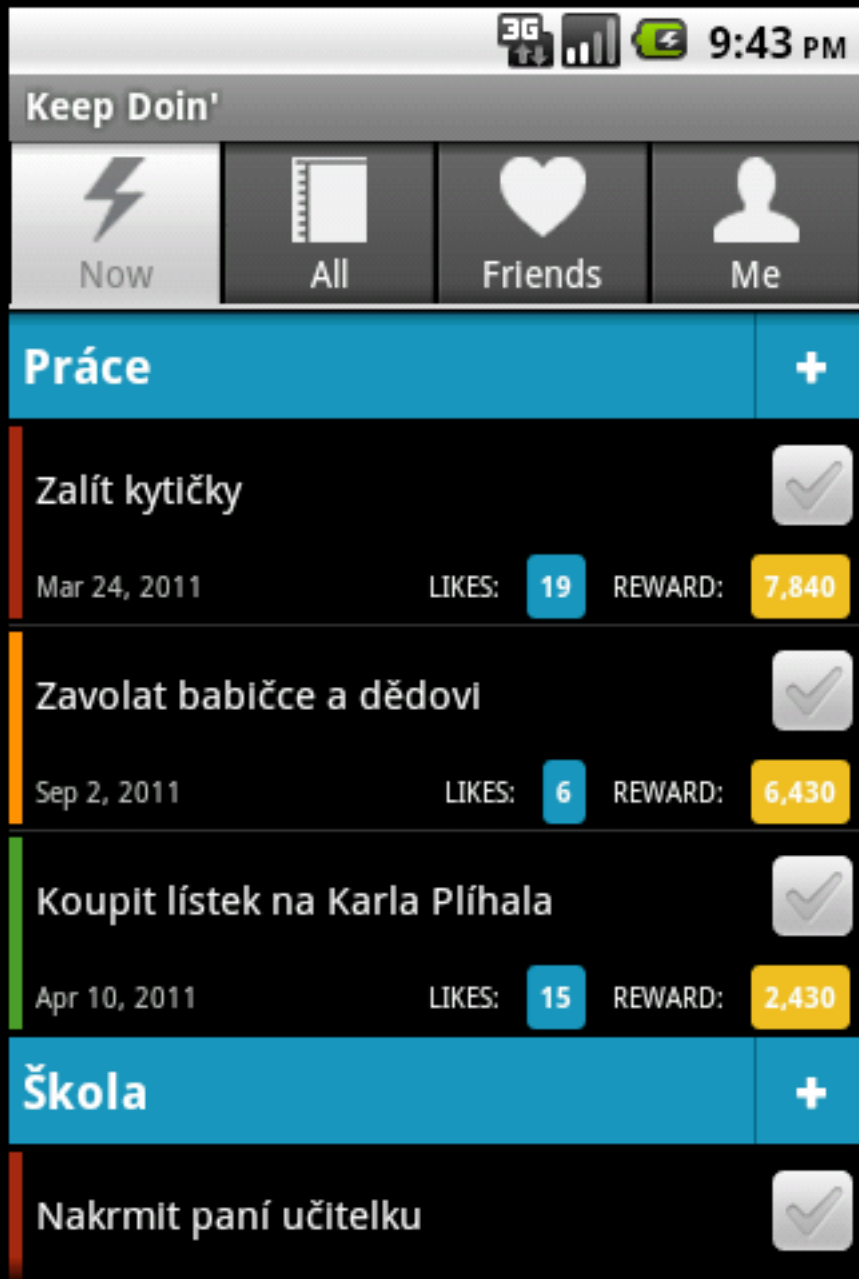 3G 9:43 PM
Keep Doin'
Now All Friends Me
Práce +
Zalít kytičky
Mar 24, 2011 LIKES: 19 REWARD: 7,840
Zavolat babičce a dědovi
Sep 2, 2011 LIKES: 6 REWARD: 6,430
Koupit lístek na Karla Plíhala
Apr 10, 2011 LIKES: 15 REWARD: 2,430
Škola +
Nakrmit paní učitelku